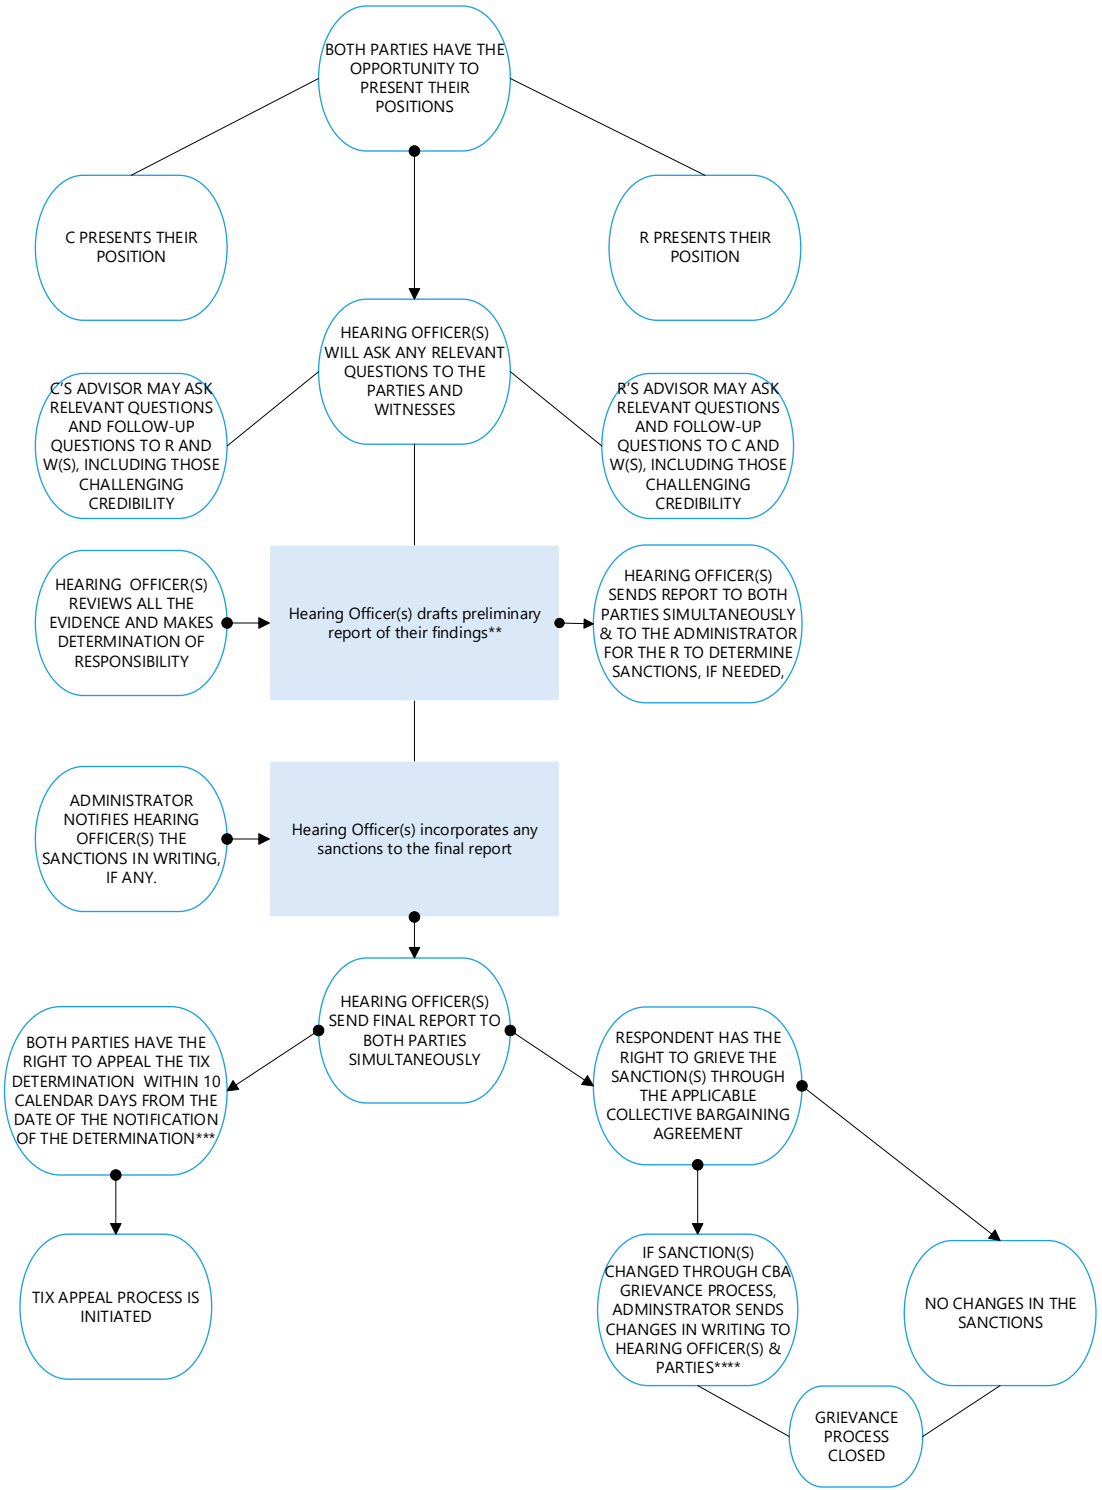 BOTH PARTIES HAVE THE
OPPORTUNITY TO
PRESENT THEIR
POSITIONS
C PRESENTS THEIR
POSITION
R PRESENTS THEIR
POSITION
HEARING OFFICER(S)
WILL ASK ANY RELEVANT
QUESTIONS TO THE
PARTIES AND
WITNESSES
C'S ADVISOR MAY ASK
RELEVANT QUESTIONS
AND FOLLOW-UP
QUESTIONS TO R AND
W(S), INCLUDING THOSE
CHALLENGING
CREDIBILITY
R'S ADVISOR MAY ASK
RELEVANT QUESTIONS
AND FOLLOW-UP
QUESTIONS TO C AND
W(S), INCLUDING THOSE
CHALLENGING
CREDIBILITY
HEARING OFFICER(S)
REVIEWS ALL THE
EVIDENCE AND MAKES
DETERMINATION OF
RESPONSIBILITY
Hearing Officer(s) drafts preliminary
report of their findings**
HEARING OFFICER(S)
SENDS REPORT TO BOTH
PARTIES SIMULTANEOUSLY
& TO THE ADMINISTRATOR
FOR THE R TO DETERMINE
SANCTIONS, IF NEEDED,
ADMINISTRATOR
NOTIFIES HEARING
OFFICER(S) THE
SANCTIONS IN WRITING,
IF ANY.
Hearing Officer(s) incorporates any
sanctions to the final report
HEARING OFFICER(S)
SEND FINAL REPORT TO
BOTH PARTIES
SIMULTANEOUSLY
BOTH PARTIES HAVE THE
RIGHT TO APPEAL THE TIX
DETERMINATION WITHIN 10
CALENDAR DAYS FROM THE
DATE OF THE NOTIFICATION
OF THE DETERMINATION***
RESPONDENT HAS THE
RIGHT TO GRIEVE THE
SANCTION(S) THROUGH
THE APPLICABLE
COLLECTIVE BARGAINING
AGREEMENT
TIX APPEAL PROCESS IS
INITIATED
IF SANCTION(S)
CHANGED THROUGH CBA
GRIEVANCE PROCESS,
ADMINSTRATOR SENDS
CHANGES IN WRITING TO
HEARING OFFICER(S) &
PARTIES****
NO CHANGES IN THE
SANCTIONS
GRIEVANCE
PROCESS
CLOSED